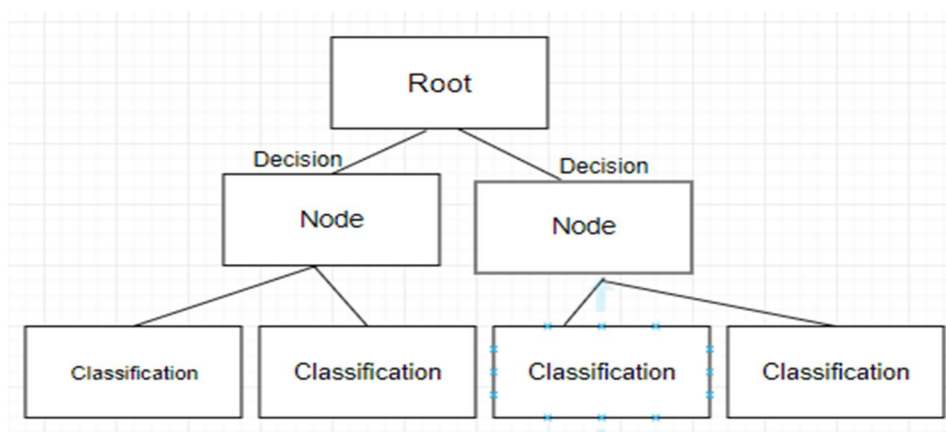 Root
Decision
Decision
Node
Node
Classification
Classification
Classification
Classification